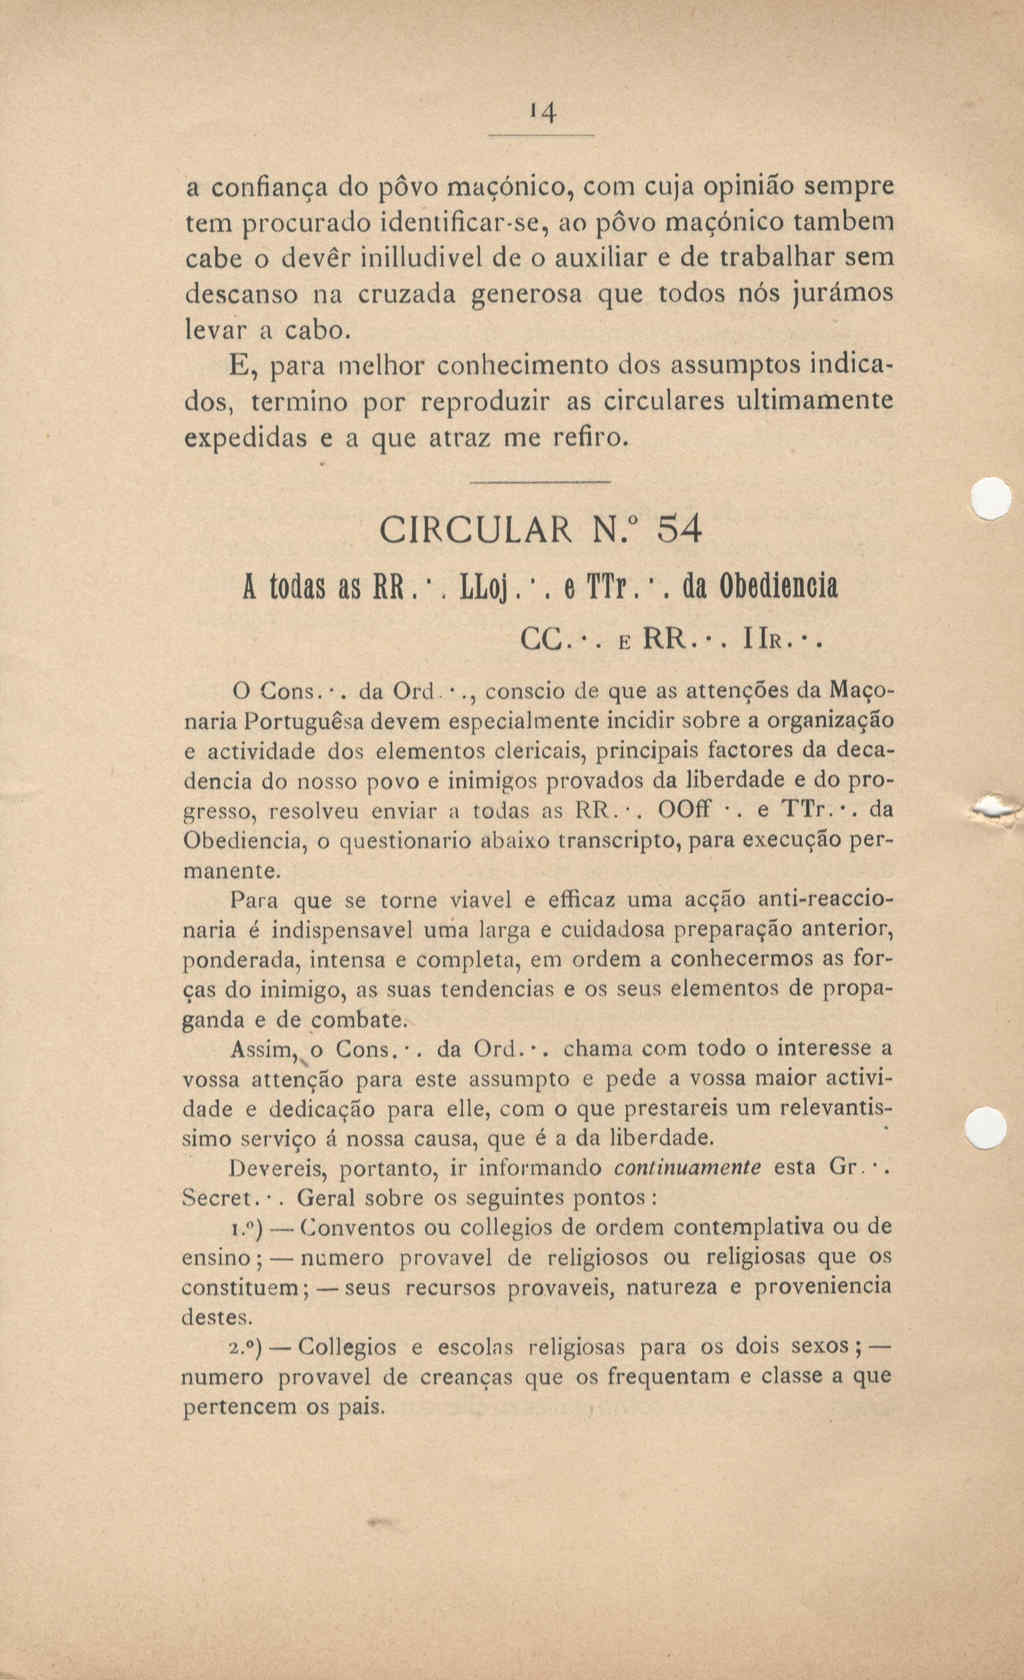 14
a confiança do pôvo maçónico, com cuja opinião sempre
tem procurado identificar-se, ao pôvo maçónico tambem
cabe o devêr inilludivel de o auxiliar e de trabalhar sem
descanso na cruzada generosa que todos nós jurámos
levar a cabo.
E, para melhor conhecimento dos assumptos indica-
dos, termino por reproduzir as circulares ultimamente
expedidas e a que atraz me refiro.
CIRCULAR N.º 54
A todas as RR.·. LLoj.·. e TTr.·. da Obediencia
CC.·. E RR.·. IIR.·.
O Cons.·. da Ord.·., conscio de que as attenções da Maço-
naria Portuguêsa devem especialmente incidir sobre a organização
e actividade dos elementos clericais, principais factores da deca-
dencia do nosso povo e inimigos provados da liberdade e do pro-
gresso, resolveu enviar a todas as RR.·. OOff ·. e TTr.·. da
Obediencia, o questionario abaixo transcripto, para execução per-
manente.
Para que se torne viavel e efficaz uma acção anti-reaccio-
naria é indispensavel uma larga e cuidadosa preparação anterior,
ponderada, intensa e completa, em ordem a conhecermos as for-
ças do inimigo, as suas tendencias e os seus elementos de propa-
ganda e de combate.
Assim, o Cons.·. da Ord.·. chama com todo o interesse a
vossa attenção para este assumpto e pede a vossa maior activi-
dade e dedicação para elle, com o que prestareis um relevantis-
simo serviço á nossa causa, que é a da liberdade.
Devereis, portanto, ir informando continuamente esta Gr.·.
Secret.·. Geral sobre os seguintes pontos:
1.º) — Conventos ou collegios de ordem contemplativa ou de
ensino; — numero provavel de religiosos ou religiosas que os
constituem; — seus recursos provaveis, natureza e proveniencia
destes.
2.º) — Collegios e escolas religiosas para os dois sexos; —
numero provavel de creanças que os frequentam e classe a que
pertencem os pais.